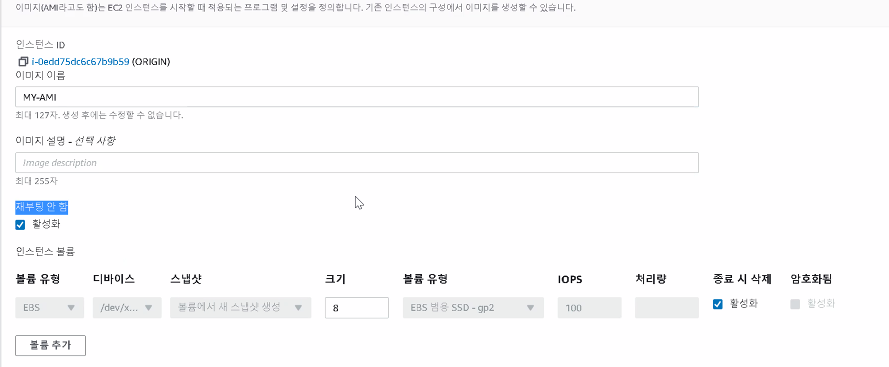 이미지(AMI라고도 함)는 EC2 인스턴스를 시작할 때 적용되는 프로그램 및 설정을 정의합니다. 기존 인스턴스의 구성에서 이미지를 생성할 수 있습니다.
인스턴스 ID
i-0edd75dc6c67b9b59 (ORIGIN)
이미지 이름
MY-AMI
최대 127자. 생성 후에는 수정할 수 없습니다.
이미지 설명 - 선택 사항
Image description
최대 255자
재부팅 안 함
활성화
인스턴스 볼륨
볼륨 유형 디바이스 스냅샷 크기 볼륨 유형 IOPS 처리량 종료 시 삭제 암호화됨
EBS /dev/x... 볼륨에서 새 스냅샷 생성 8 EBS 범용 SSD - gp2 100 활성화 활성화
볼륨 추가